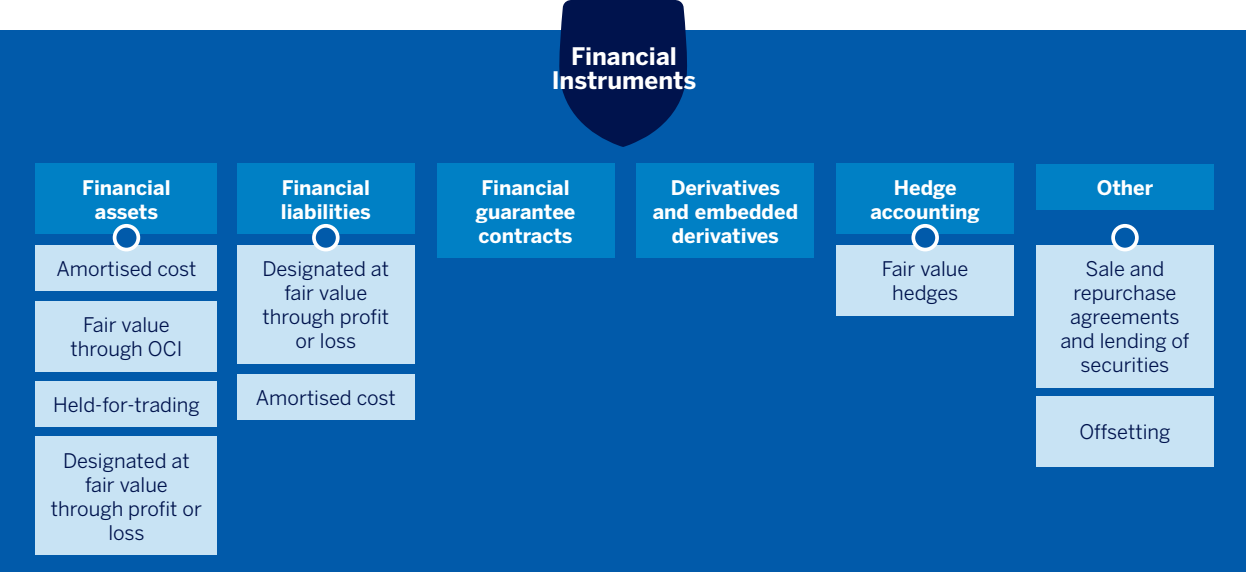 Financial
Instruments
Financial
assets
Amortised cost
Fair value
through OCI
Held-for-trading
Designated at
fair value
through profit or
loss
Financial
liabilities
Designated at
fair value
through profit
or loss
Amortised cost
Financial
guarantee
contracts
Derivatives
and embedded
derivatives
Hedge
accounting
Fair value
hedges
Other
Sale and
repurchase
agreements
and lending of
securities
Offsetting